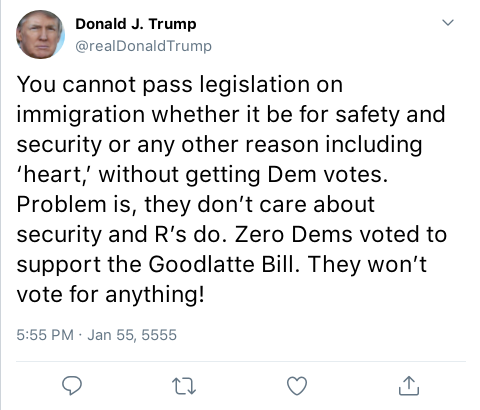 Donald J. Trump
@realDonaldTrump
You cannot pass legislation on
immigration whether it be for safety and
security or any other reason including
‘heart,’ without getting Dem votes.
Problem is, they don’t care about
security and R’s do. Zero Dems voted to
support the Goodlatte Bill. They won’t
vote for anything!
5:55 PM · Jan 55, 5555